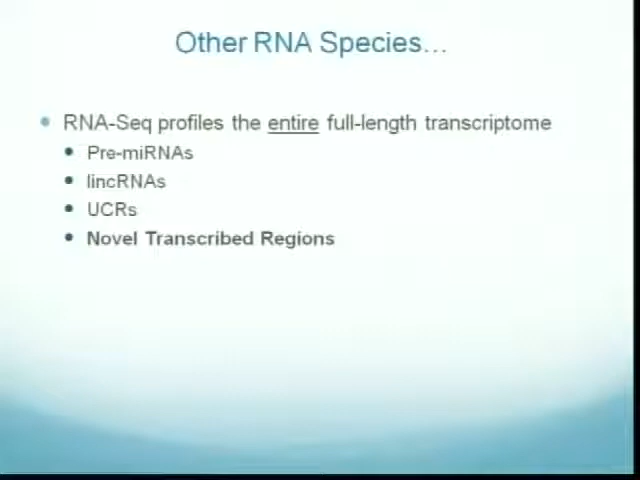 Other RNA Species...
RNA-Seq profiles the entire full-length transcriptome
Pre-miRNAs
lincRNAs
UCRs
Novel Transcribed Regions